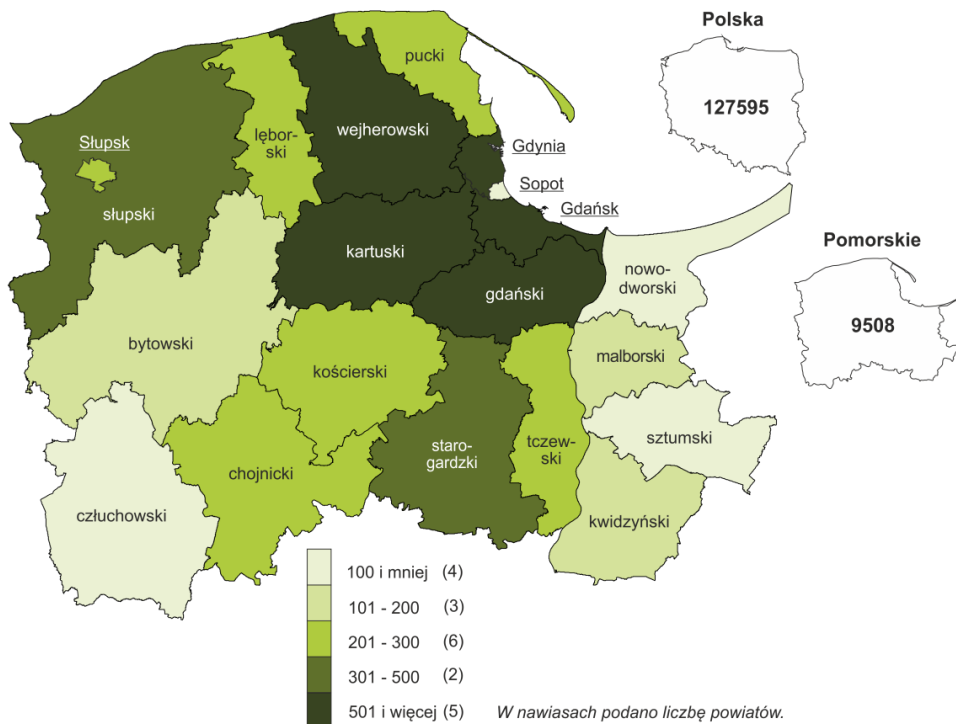 Polska
127595
pucki
Słupsk
lębor-
ski
wejherowski
Gdynia
Sopot
Gdańsk
słupski
kartuski
gdański
nowo-
dworski
Pomorskie
9508
bytowski
kościerski
malborski
staro-
gardzki
tczew-
ski
sztumski
chojnicki
człuchowski
kwidzyński
100 i mniej (4)
101 - 200 (3)
201 - 300 (6)
301 - 500 (2)
501 i więcej (5)
W nawiasach podano liczbę powiatów.